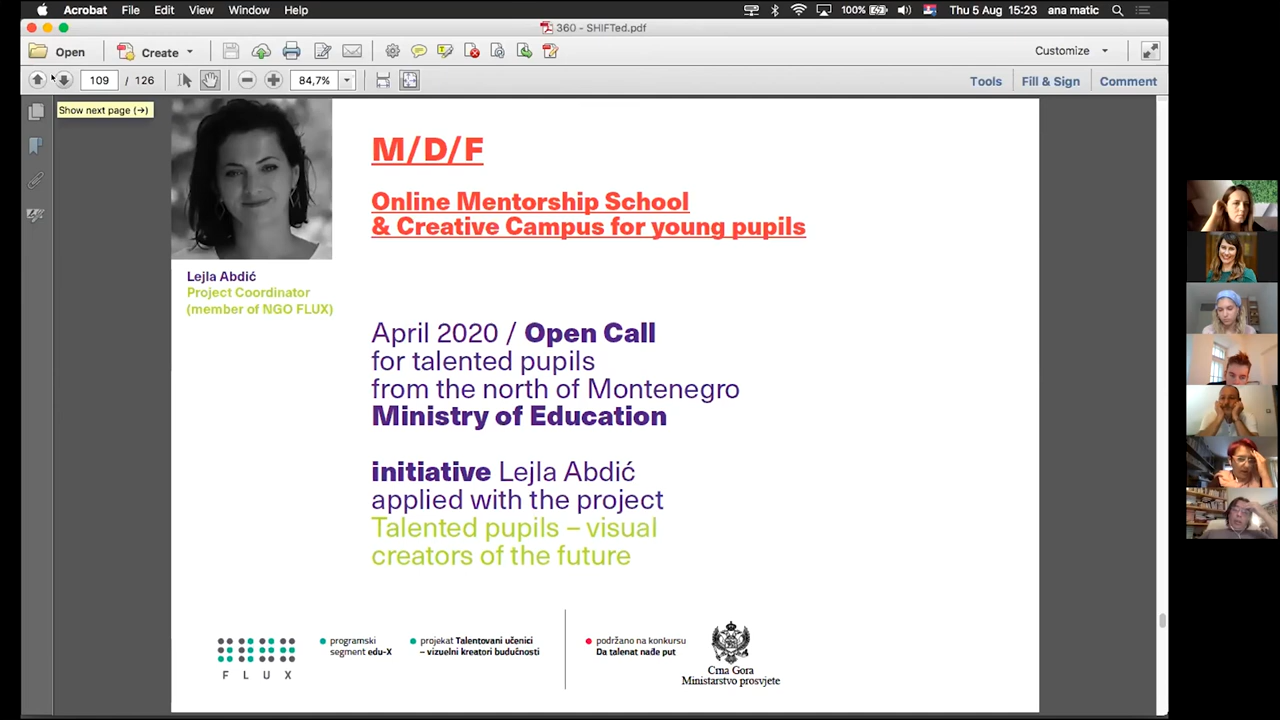 Acrobat File Edit View Window Help
100% Thu 5 Aug 15:23 ana matic
360 - SHIFTed.pdf
Open Create Customize
109 / 126 84,7% Tools Fill & Sign Comment
Show next page (→)
M/D/F
Online Mentorship School
& Creative Campus for young pupils
Lejla Abdić
Project Coordinator
(member of NGO FLUX)
April 2020 / Open Call
for talented pupils
from the north of Montenegro
Ministry of Education
initiative Lejla Abdić
applied with the project
Talented pupils – visual
creators of the future
FLUX
programski
segment edu-X
projekat Talentovani učenici
– vizuelni kreatori budućnosti
podržano na konkursu
Da talenat nađe put
Crna Gora
Ministarstvo prosvjete